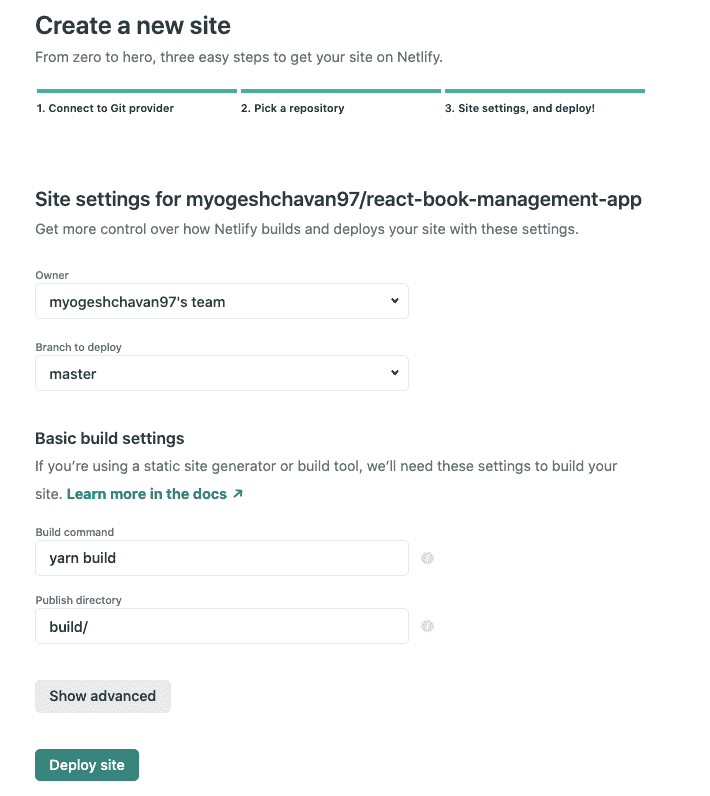 Create a new site
From zero to hero, three easy steps to get your site on Netlify.
1. Connect to Git provider
2. Pick a repository
3. Site settings, and deploy!
Site settings for myogeshchavan97/react-book-management-app
Get more control over how Netlify builds and deploys your site with these settings.
Owner
myogeshchavan97's team
Branch to deploy
master
Basic build settings
If you’re using a static site generator or build tool, we’ll need these settings to build your
site. Learn more in the docs ↗
Build command
yarn build
Publish directory
build/
Show advanced
Deploy site